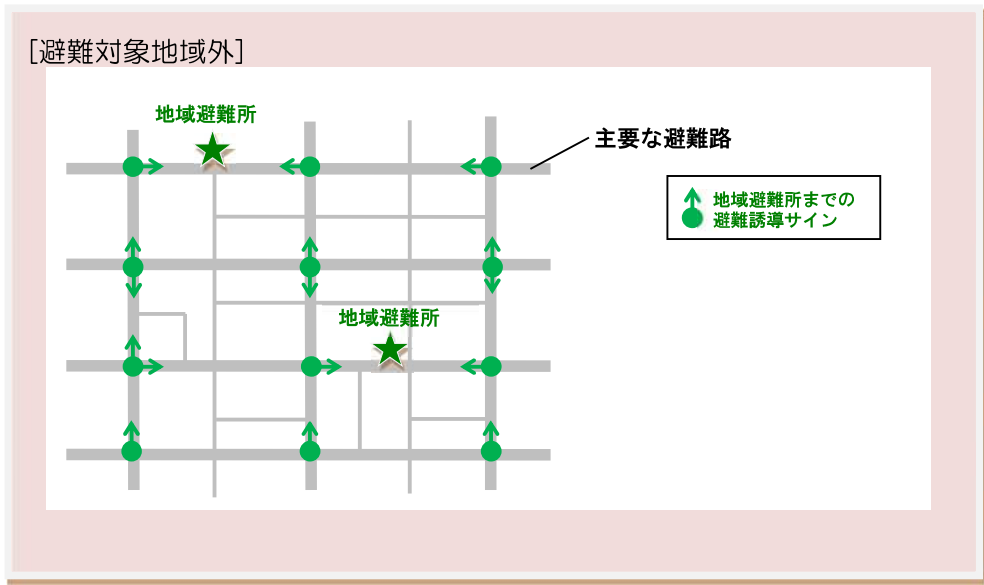 [避難対象地域外]
地域避難所
主要な避難路
地域避難所までの
避難誘導サイン
地域避難所